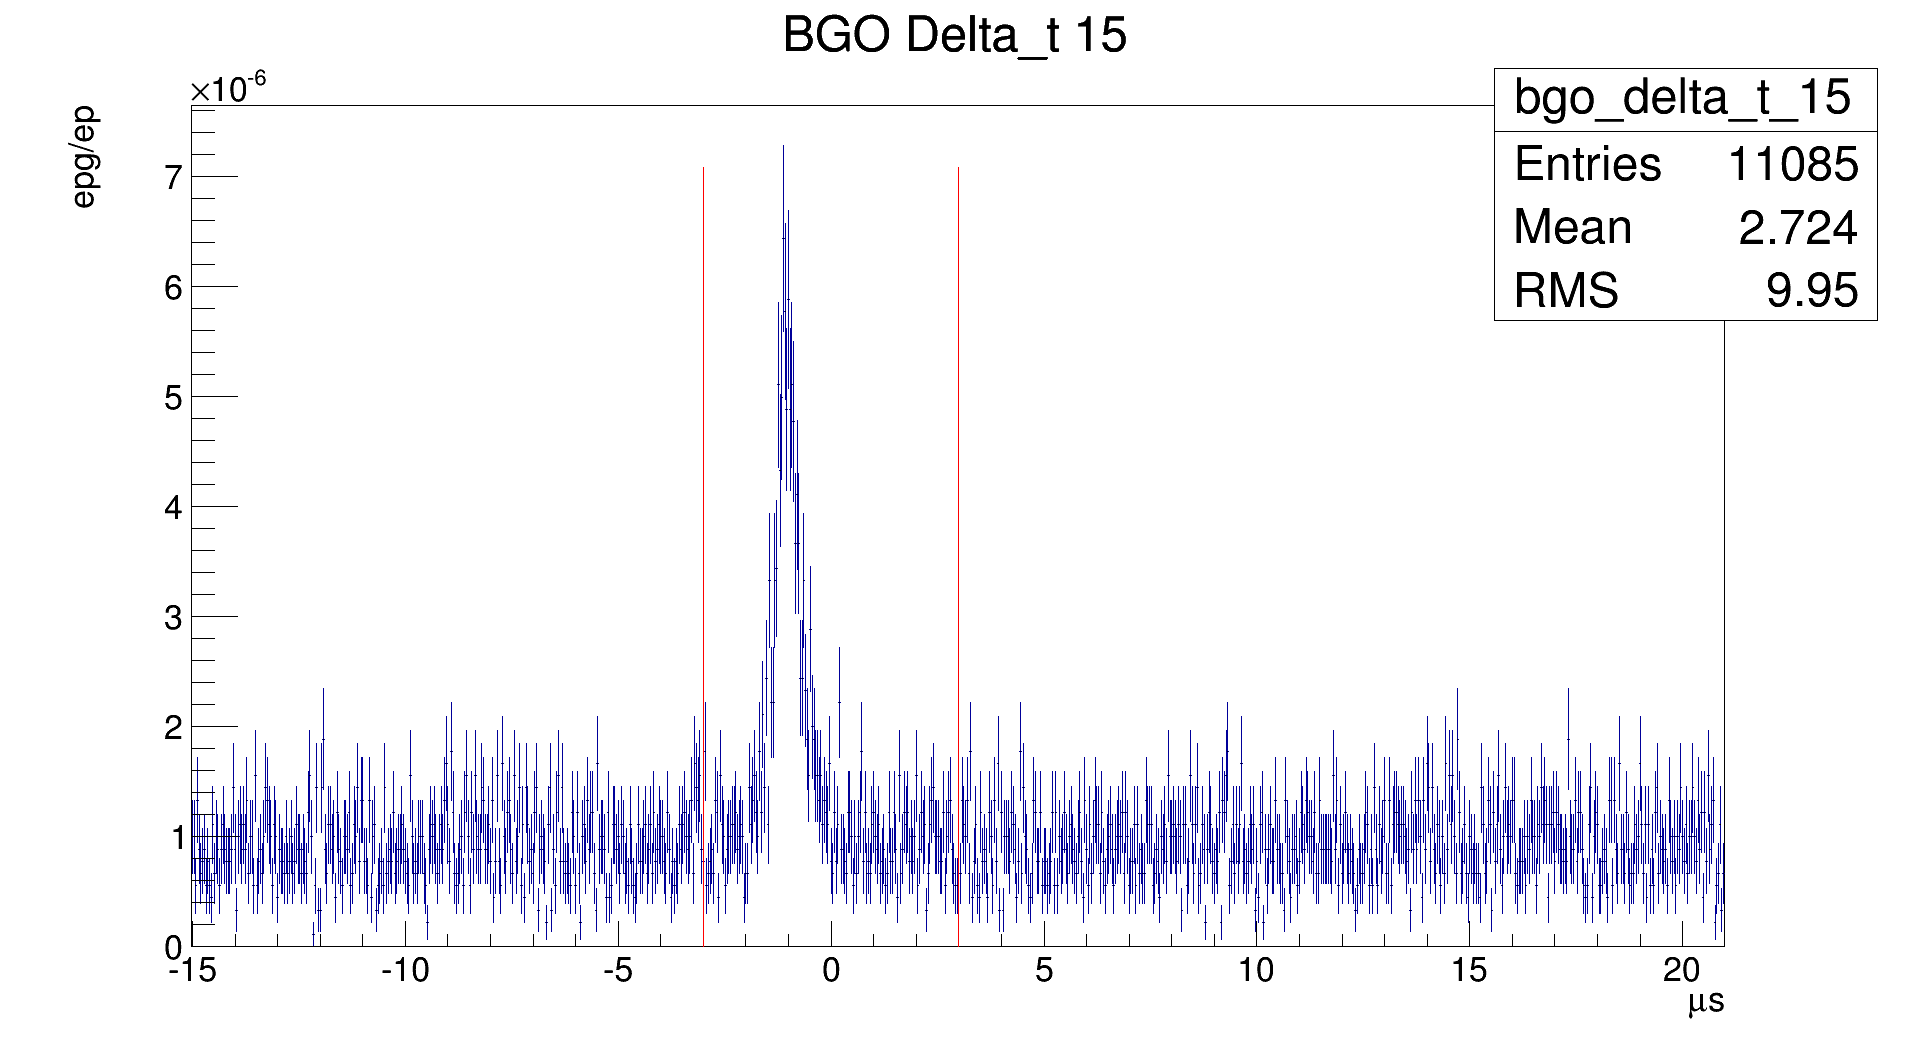 BGO Delta_t 15
×10-6
epg/ep
bgo_delta_t_15
Entries 11085
Mean 2.724
RMS 9.95
7
6
5
4
3
2
1
0
-15 -10 -5 0 5 10 15 20
μs